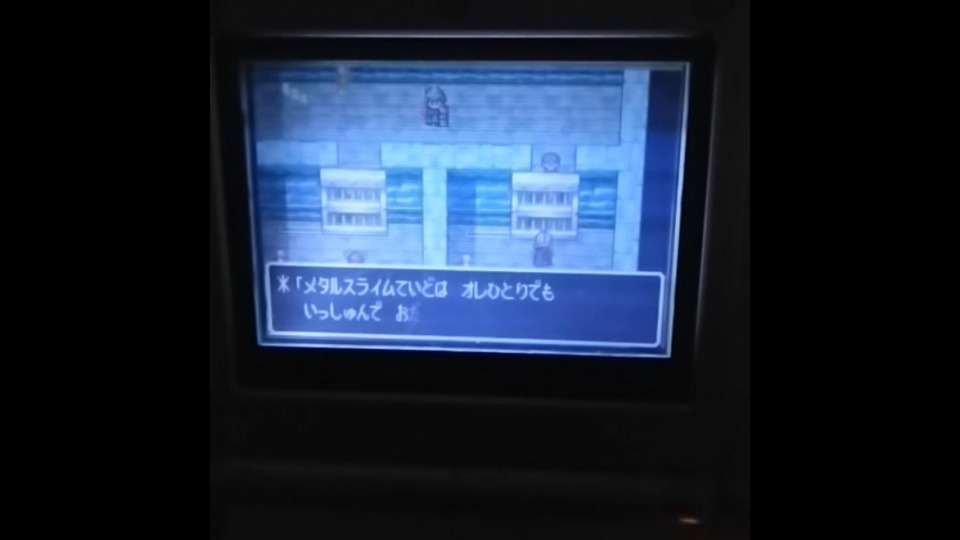 ＊「メタルスライムていどは　オレひとりでも
いっしゅんで　お